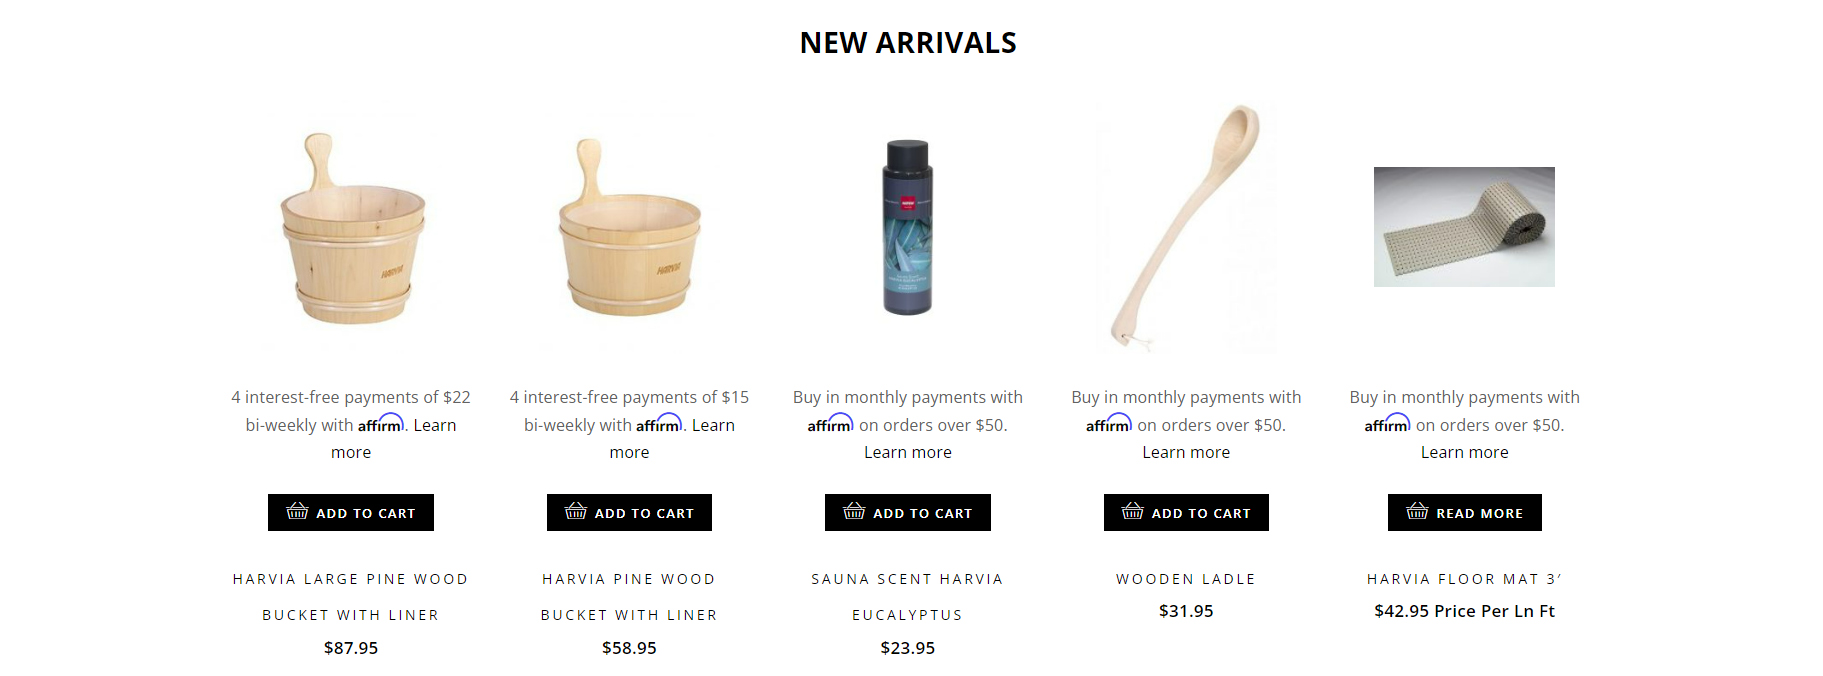 NEW ARRIVALS
HARVIA
HARVIA
HARVIA
4 interest-free payments of $22
bi-weekly with affirm. Learn
more
4 interest-free payments of $15
bi-weekly with affirm. Learn
more
Buy in monthly payments with
affirm on orders over $50.
Learn more
Buy in monthly payments with
affirm on orders over $50.
Learn more
Buy in monthly payments with
affirm on orders over $50.
Learn more
ADD TO CART
ADD TO CART
ADD TO CART
ADD TO CART
READ MORE
HARVIA LARGE PINE WOOD
BUCKET WITH LINER
$87.95
HARVIA PINE WOOD
BUCKET WITH LINER
$58.95
SAUNA SCENT HARVIA
EUCALYPTUS
$23.95
WOODEN LADLE
$31.95
HARVIA FLOOR MAT 3′
$42.95 Price Per Ln Ft